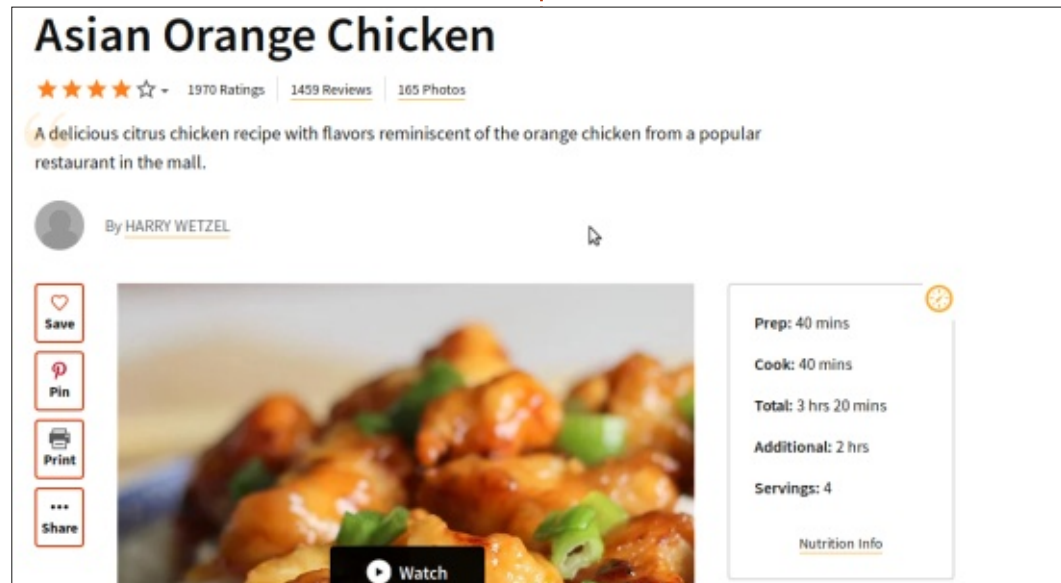 Asian Orange Chicken
1970 Ratings 1459 Reviews 165 Photos
A delicious citrus chicken recipe with flavors reminiscent of the orange chicken from a popular
restaurant in the mall.
By HARRY WETZEL
Save
Pin
Print
Share
Watch
Prep: 40 mins
Cook: 40 mins
Total: 3 hrs 20 mins
Additional: 2 hrs
Servings: 4
Nutrition Info